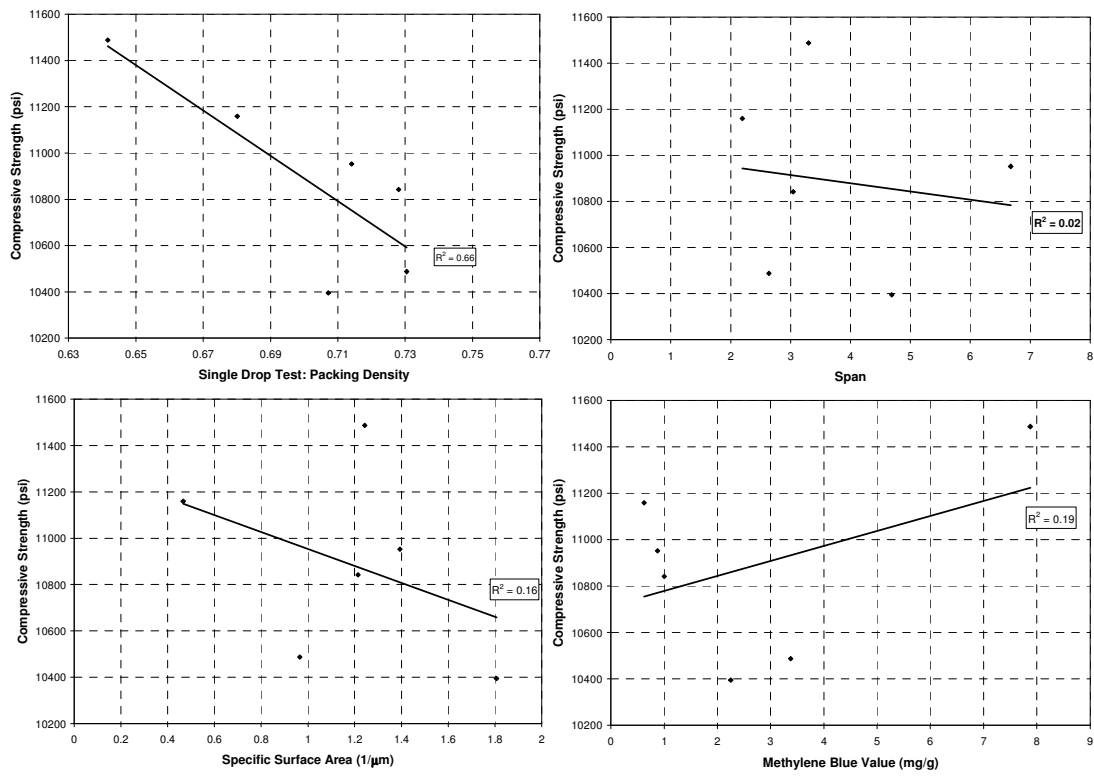 11600
11400
11200
11000
10800
10600
10400
10200
Compressive Strength (psi)
R² = 0.66
0.63 0.65 0.67 0.69 0.71 0.73 0.75 0.77
Single Drop Test: Packing Density
11600
11400
11200
11000
10800
10600
10400
10200
Compressive Strength (psi)
R² = 0.02
0 1 2 3 4 5 6 7 8
Span
11600
11400
11200
11000
10800
10600
10400
10200
Compressive Strength (psi)
R² = 0.16
0 0.2 0.4 0.6 0.8 1 1.2 1.4 1.6 1.8 2
Specific Surface Area (1/μm)
11600
11400
11200
11000
10800
10600
10400
10200
Compressive Strength (psi)
R² = 0.19
0 1 2 3 4 5 6 7 8 9
Methylene Blue Value (mg/g)